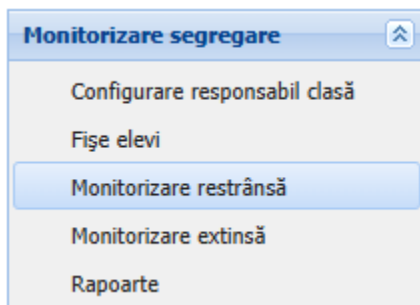 Monitorizare segregare
Configurare responsabil clasă
Fişe elevi
Monitorizare restrânsă
Monitorizare extinsă
Rapoarte